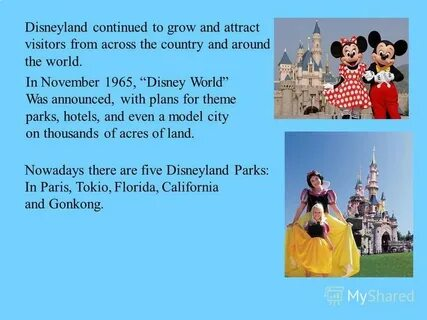 Disneyland continued to grow and attract
visitors from across the country and around
the world.
In November 1965, “Disney World”
Was announced, with plans for theme
parks, hotels, and even a model city
on thousands of acres of land.
Nowadays there are five Disneyland Parks:
In Paris, Tokio, Florida, California
and Gonkong.
MyShared